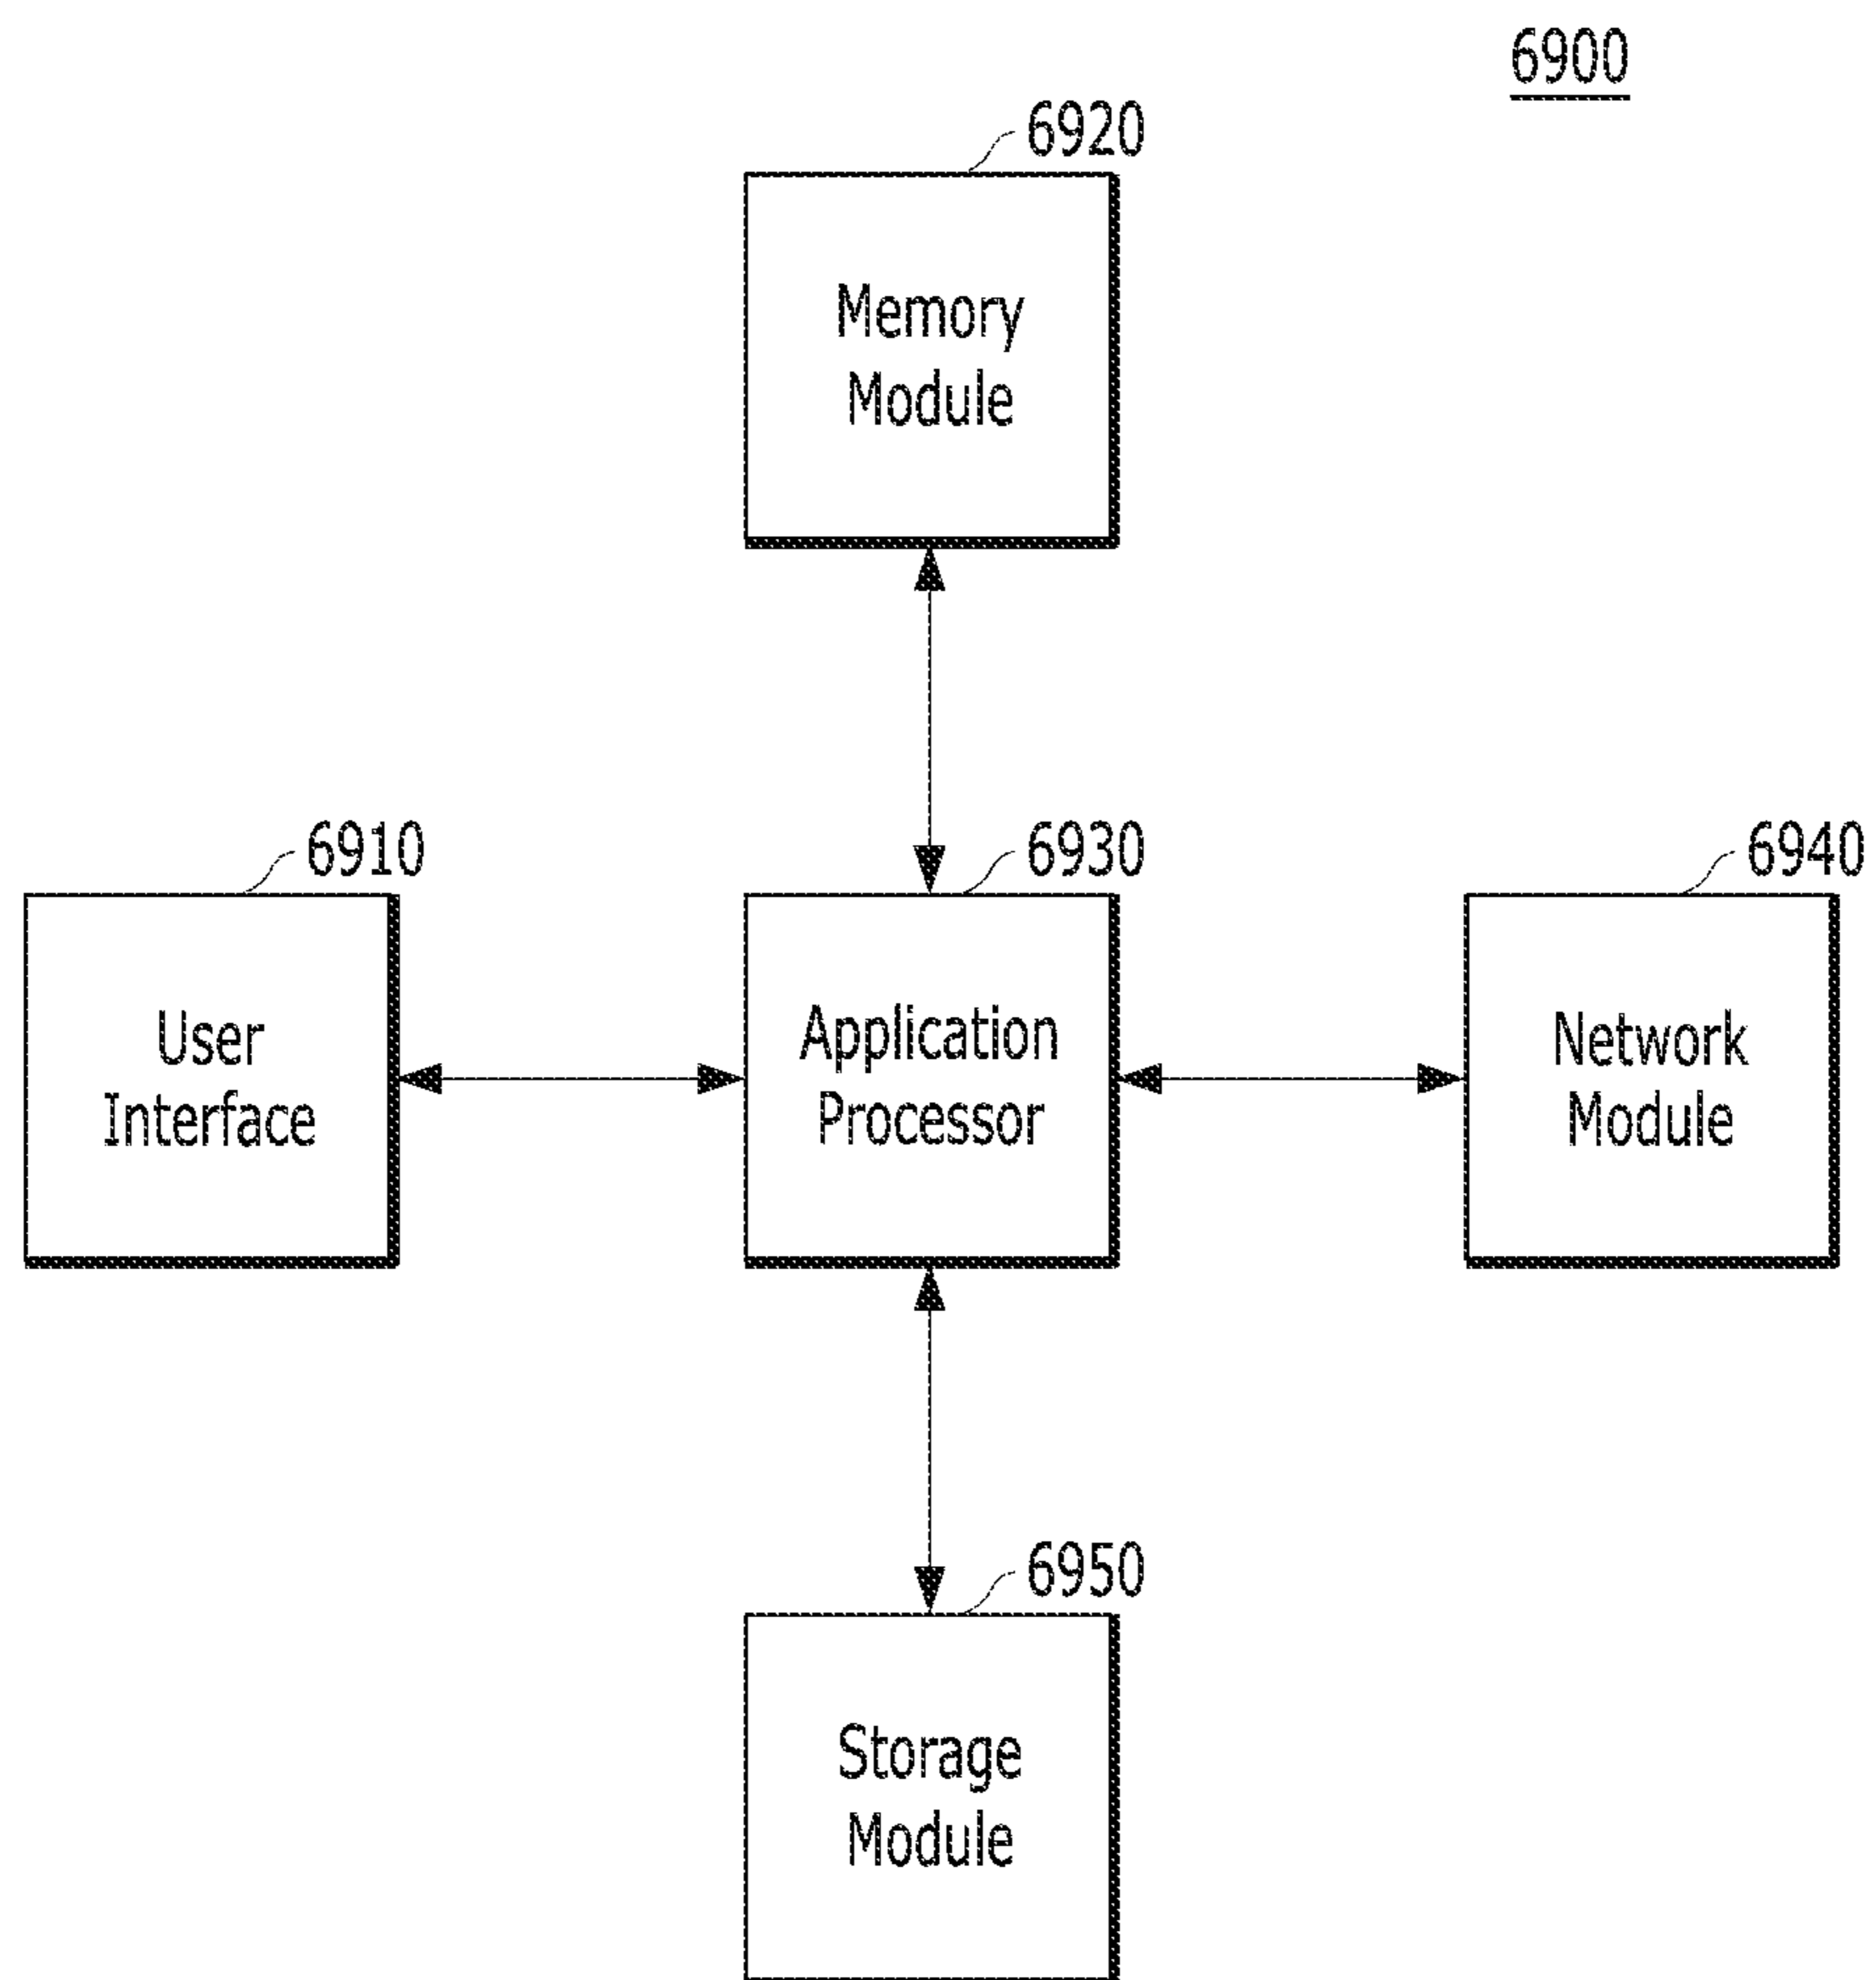 6900
6920
Memory
Module
6910
6930
6940
User
Interface
Application
Processor
Network
Module
6950
Storage
Module